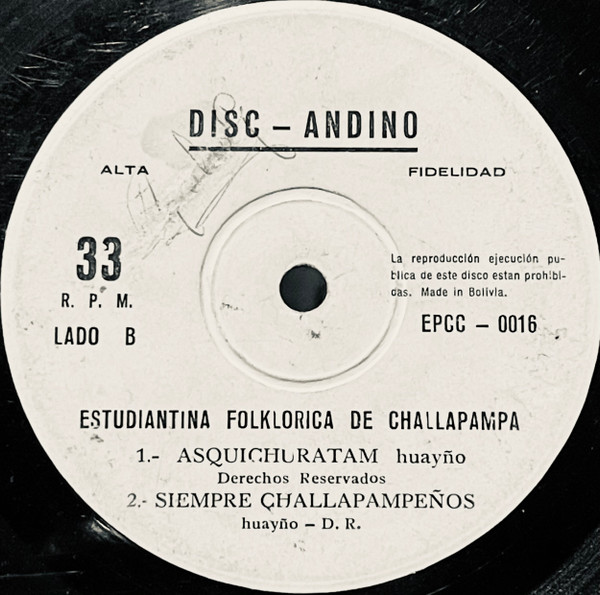 DISC – ANDINO
ALTA FIDELIDAD
33
R. P. M.
LADO B
La reproducción ejecución pu-
blica de este disco estan prohibi-
das. Made in Bolivia.
EPCC – 0016
ESTUDIANTINA FOLKLORICA DE CHALLAPAMPA
1.- ASQUICHURATAM huayño
Derechos Reservados
2.- SIEMPRE CHALLAPAMPEÑOS
huayño – D. R.